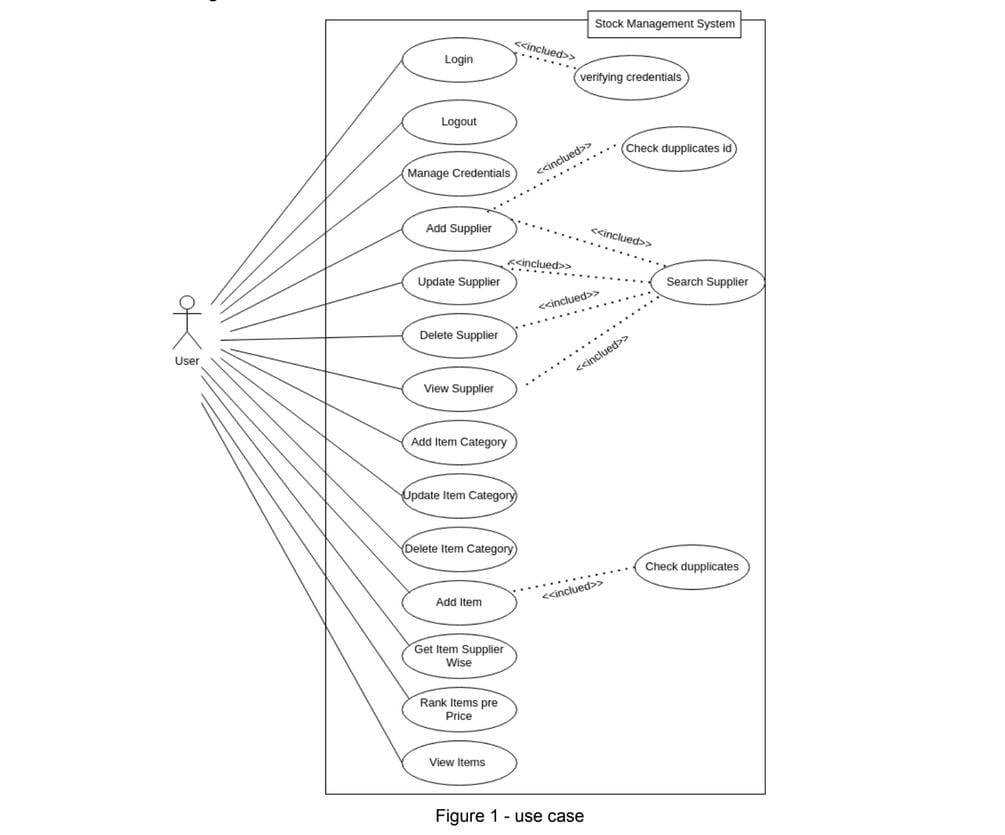 Stock Management System
Login
<<inclued>>
verifying credentials
Logout
Check dupplicates id
<<inclued>>
Manage Credentials
Add Supplier
<<inclued>>
Update Supplier
<<inclued>>
Search Supplier
Delete Supplier
<<inclued>>
User
View Supplier
<<inclued>>
Add Item Category
Update Item Category
Delete Item Category
Check dupplicates
<<inclued>>
Add Item
Get Item Supplier
Wise
Rank Items pre
Price
View Items
Figure 1 - use case